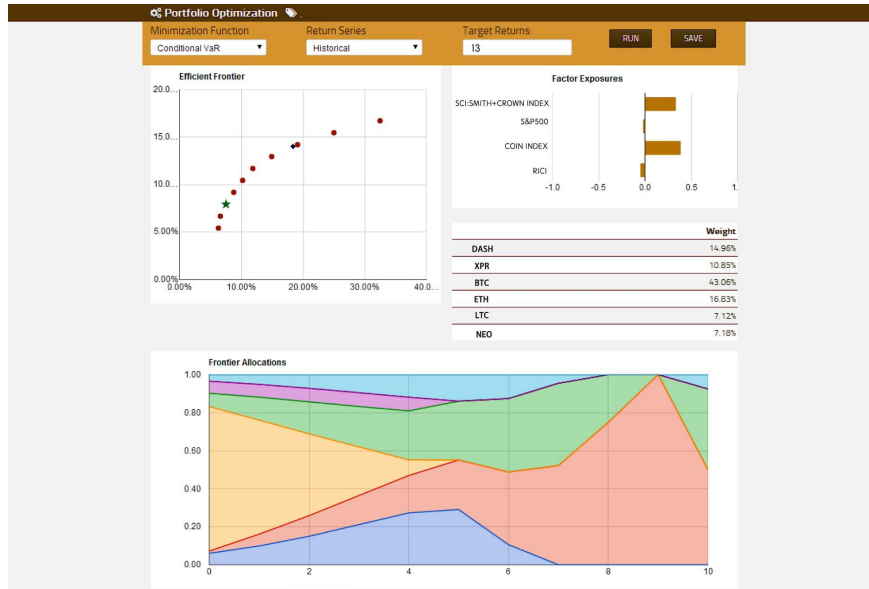 Portfolio Optimization
Minimization Function Return Series Target Returns:
Conditional VaR Historical 13 RUN SAVE
Efficient Frontier
20.0...
15.0...
10.0...
5.00%
0.00%
0.00% 10.00% 20.00% 30.00% 40.0...
Factor Exposures
SCI:SMITH+CROWN INDEX
S&P500
COIN INDEX
RICI
-1.0 -0.5 0.0 0.5 1.
Weight
DASH 14.96%
XPR 10.85%
BTC 43.06%
ETH 16.83%
LTC 7.12%
NEO 7.18%
Frontier Allocations
1.00
0.80
0.60
0.40
0.20
0.00
0 2 4 6 8 10